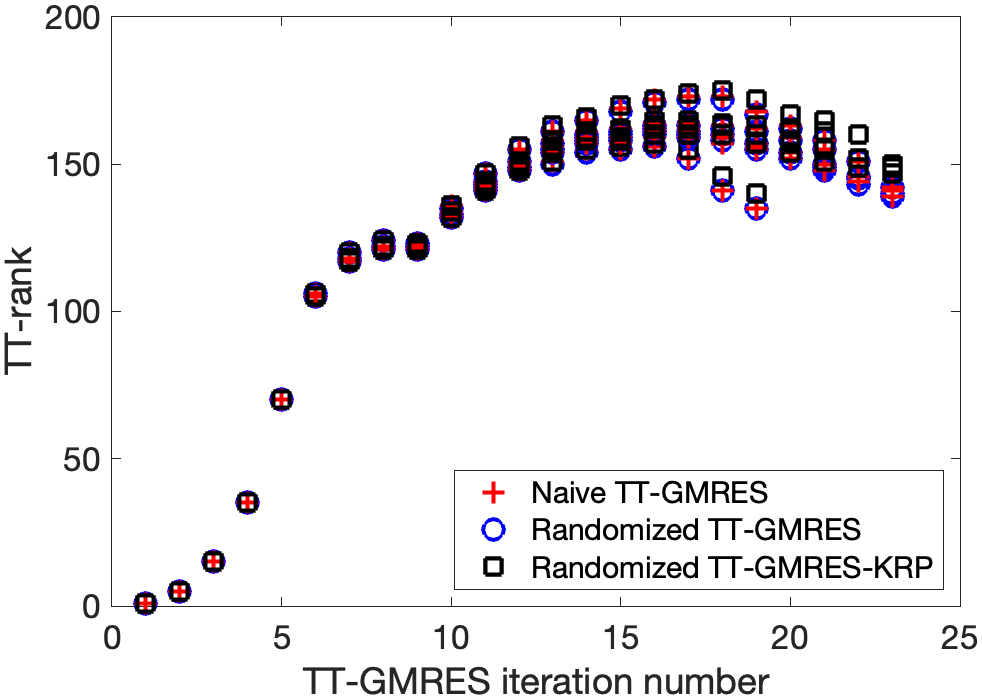 200
150
100
50
0
TT-rank
Naive TT-GMRES
Randomized TT-GMRES
Randomized TT-GMRES-KRP
0 5 10 15 20 25
TT-GMRES iteration number